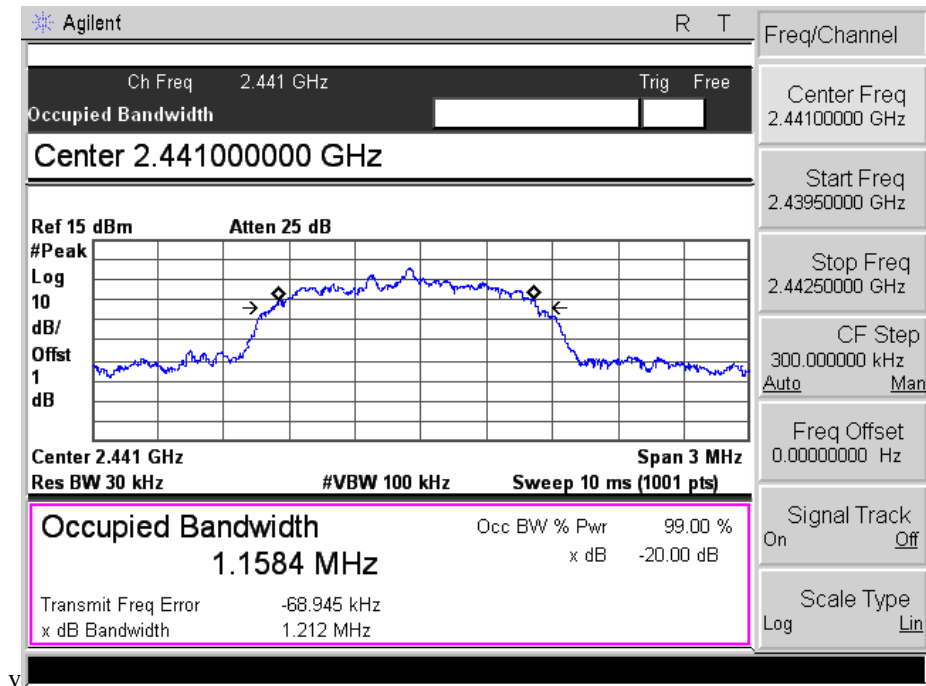 Agilent R T
Freq/Channel
Ch Freq 2.441 GHz Trig Free
Occupied Bandwidth
Center 2.441000000 GHz
Ref 15 dBm Atten 25 dB
#Peak
Log
10
dB/
Offst
1
dB
Center 2.441 GHz Span 3 MHz
Res BW 30 kHz #VBW 100 kHz Sweep 10 ms (1001 pts)
Occupied Bandwidth Occ BW % Pwr 99.00 %
1.1584 MHz x dB -20.00 dB
Transmit Freq Error -68.945 kHz
x dB Bandwidth 1.212 MHz
Center Freq
2.44100000 GHz
Start Freq
2.43950000 GHz
Stop Freq
2.44250000 GHz
CF Step
300.000000 kHz
Auto Man
Freq Offset
0.00000000 Hz
Signal Track
On Off
Scale Type
Log Lin
v